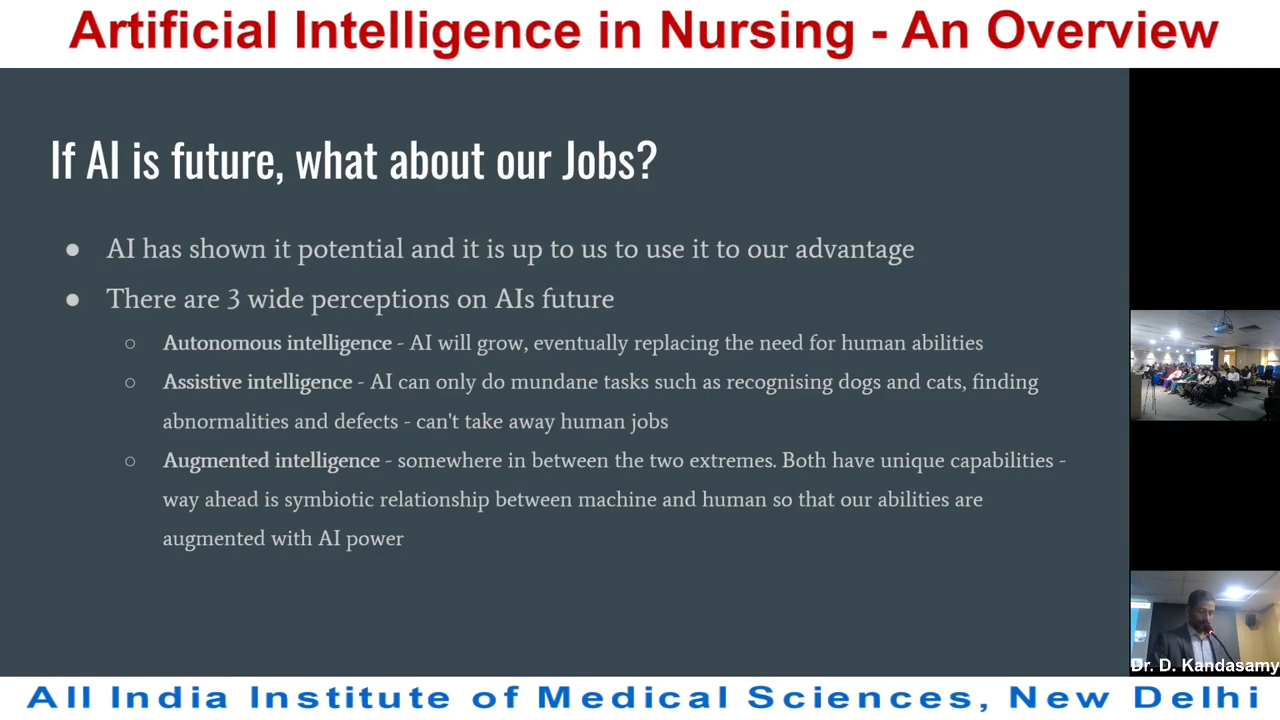 Artificial Intelligence in Nursing - An Overview
If AI is future, what about our Jobs?
● AI has shown it potential and it is up to us to use it to our advantage
● There are 3 wide perceptions on AIs future
○ Autonomous intelligence - AI will grow, eventually replacing the need for human abilities
○ Assistive intelligence - AI can only do mundane tasks such as recognising dogs and cats, finding
abnormalities and defects - can't take away human jobs
○ Augmented intelligence - somewhere in between the two extremes. Both have unique capabilities -
way ahead is symbiotic relationship between machine and human so that our abilities are
augmented with AI power
Dr. D. Kandasamy
All India Institute of Medical Sciences, New Delhi